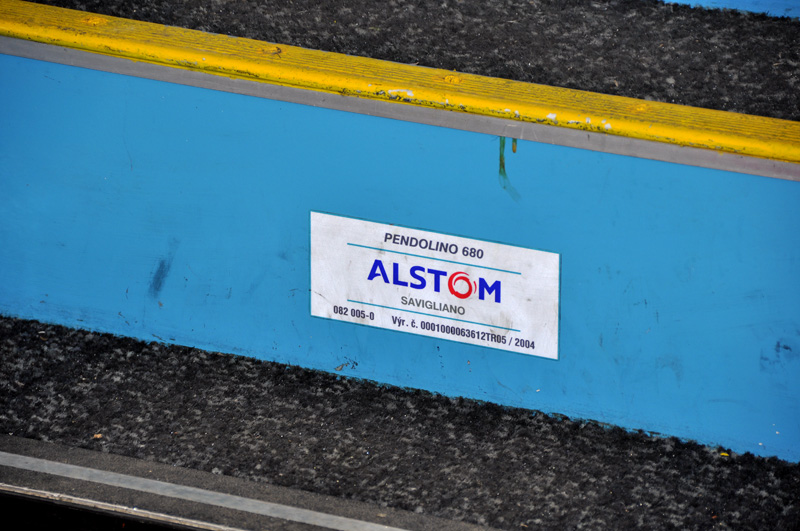 PENDOLINO 680
ALSTOM
SAVIGLIANO
082 005-0 Výr. č. 0001000063612TR05 / 2004